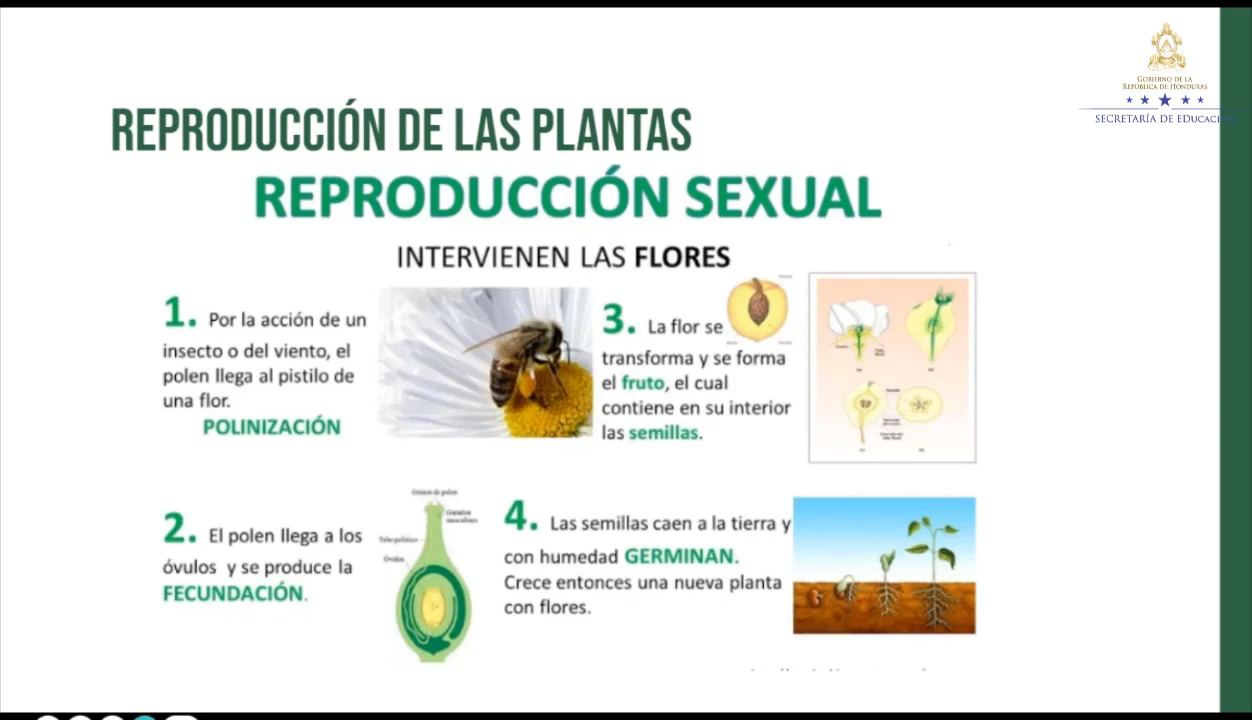 GOBIERNO DE LA
REPÚBLICA DE HONDURAS
SECRETARÍA DE EDUCACI
REPRODUCCIÓN DE LAS PLANTAS
REPRODUCCIÓN SEXUAL
INTERVIENEN LAS FLORES
1. Por la acción de un
insecto o del viento, el
polen llega al pistilo de
una flor.
POLINIZACIÓN
2. El polen llega a los
óvulos y se produce la
FECUNDACIÓN.
Granos de polen
Gametos
masculinos
Tubo polínico
Óvulos
3. La flor se
transforma y se forma
el fruto, el cual
contiene en su interior
las semillas.
4. Las semillas caen a la tierra y
con humedad GERMINAN.
Crece entonces una nueva planta
con flores.